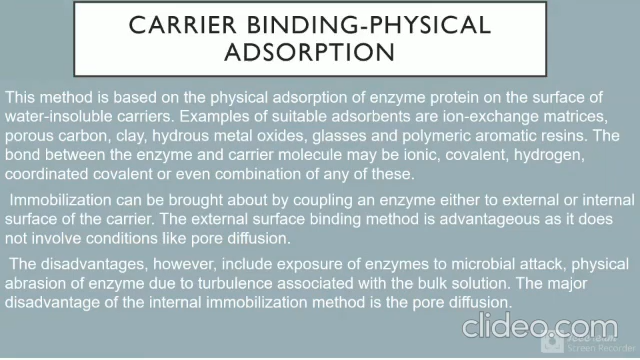 CARRIER BINDING-PHYSICAL
ADSORPTION
This method is based on the physical adsorption of enzyme protein on the surface of
water-insoluble carriers. Examples of suitable adsorbents are ion-exchange matrices,
porous carbon, clay, hydrous metal oxides, glasses and polymeric aromatic resins. The
bond between the enzyme and carrier molecule may be ionic, covalent, hydrogen,
coordinated covalent or even combination of any of these.
Immobilization can be brought about by coupling an enzyme either to external or internal
surface of the carrier. The external surface binding method is advantageous as it does
not involve conditions like pore diffusion.
The disadvantages, however, include exposure of enzymes to microbial attack, physical
abrasion of enzyme due to turbulence associated with the bulk solution. The major
disadvantage of the internal immobilization method is the pore diffusion.
clideo.com
Screen Recorder